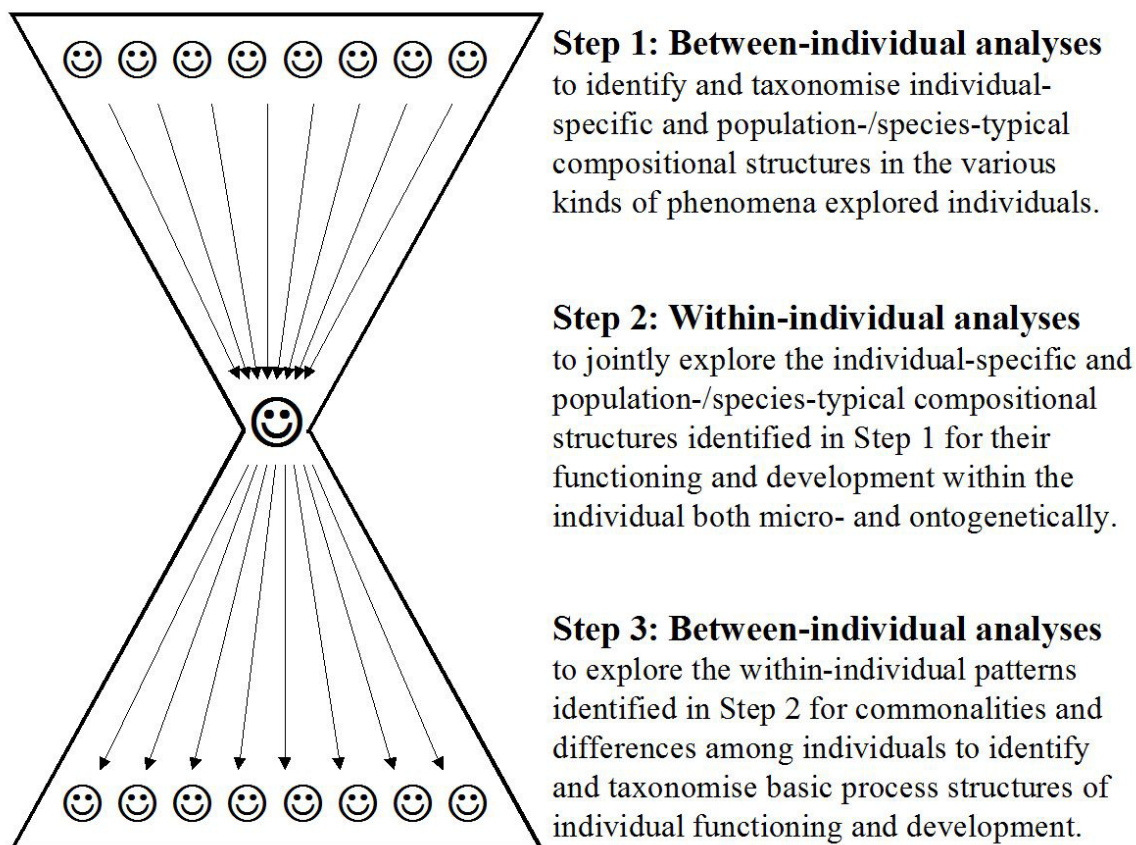 Step 1: Between-individual analyses
to identify and taxonomise individual-
specific and population-/species-typical
compositional structures in the various
kinds of phenomena explored individuals.
Step 2: Within-individual analyses
to jointly explore the individual-specific and
population-/species-typical compositional
structures identified in Step 1 for their
functioning and development within the
individual both micro- and ontogenetically.
Step 3: Between-individual analyses
to explore the within-individual patterns
identified in Step 2 for commonalities and
differences among individuals to identify
and taxonomise basic process structures of
individual functioning and development.